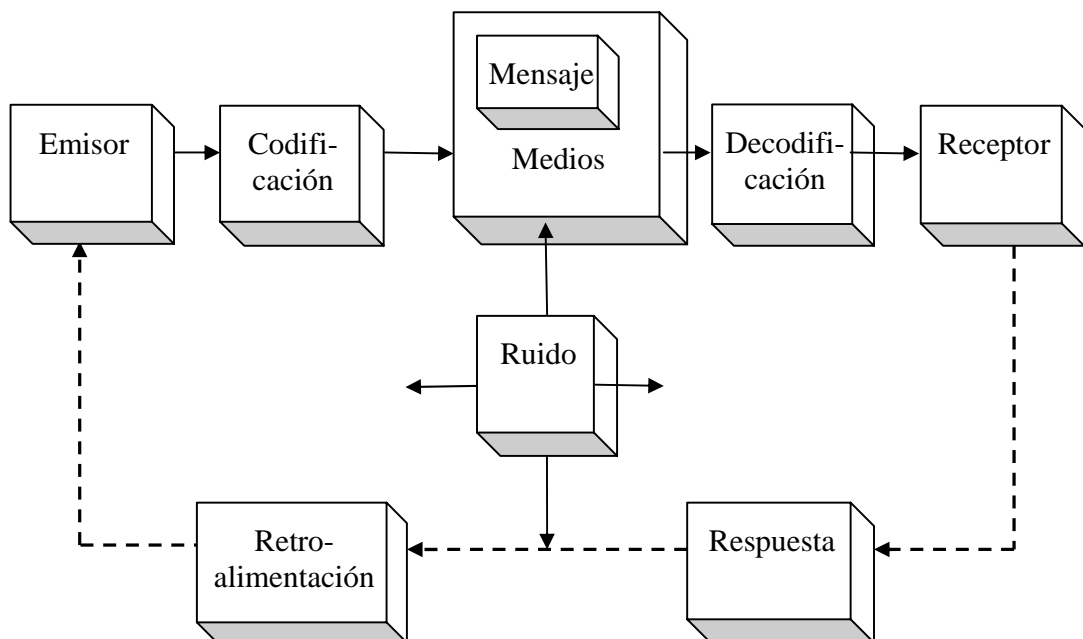 Emisor
Codifi-
cación
Mensaje
Medios
Decodifi-
cación
Receptor
Ruido
Retro-
alimentación
Respuesta